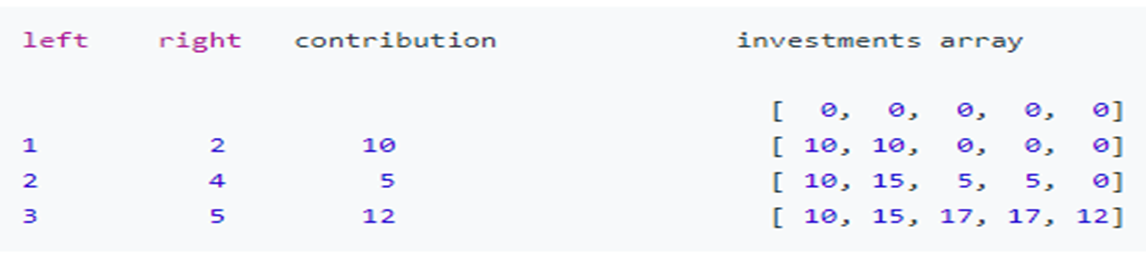 left right contribution investments array
[ 0, 0, 0, 0, 0]
1 2 10 [ 10, 10, 0, 0, 0]
2 4 5 [ 10, 15, 5, 5, 0]
3 5 12 [ 10, 15, 17, 17, 12]